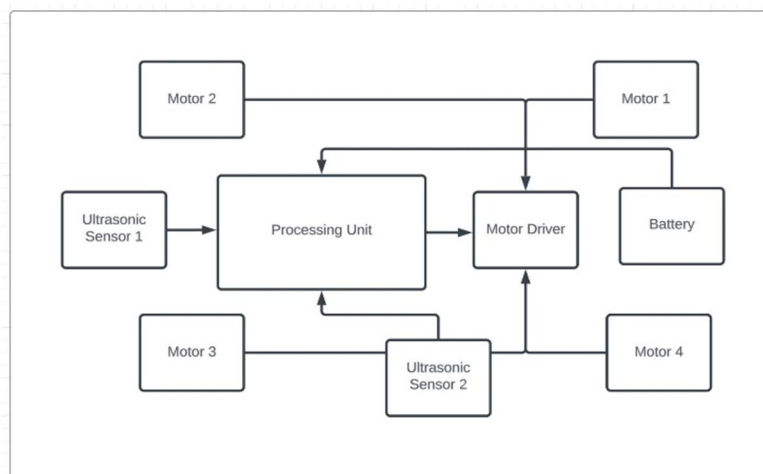 Motor 2
Motor 1
Ultrasonic
Sensor 1
Processing Unit
Motor Driver
Battery
Motor 3
Ultrasonic
Sensor 2
Motor 4